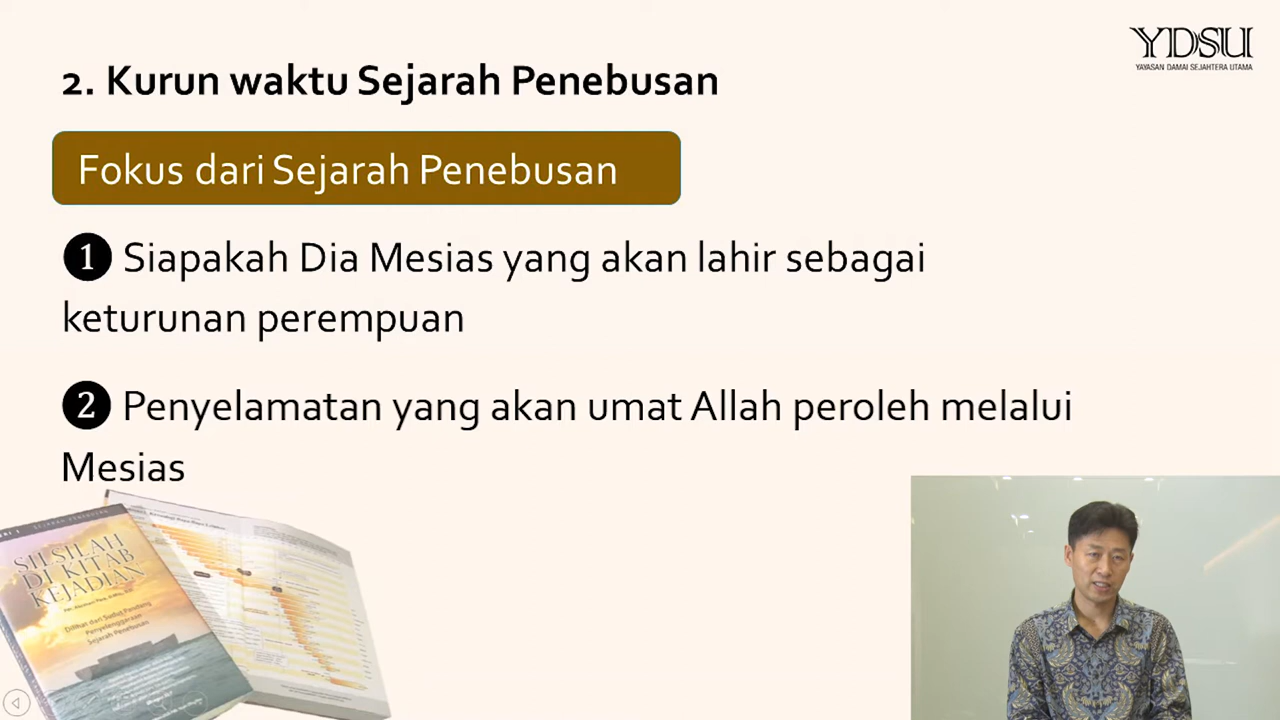 YDSU
YAYASAN DAMAI SEJAHTERA UTAMA
2. Kurun waktu Sejarah Penebusan
Fokus dari Sejarah Penebusan
❶ Siapakah Dia Mesias yang akan lahir sebagai
keturunan perempuan
❷ Penyelamatan yang akan umat Allah peroleh melalui
Mesias
SEJARAH PENEBUSAN
SILSILAH
DI KITAB
KEJADIAN
Dilihat dari Sudut Pandang
Penyelenggaraan
Sejarah Penebusan